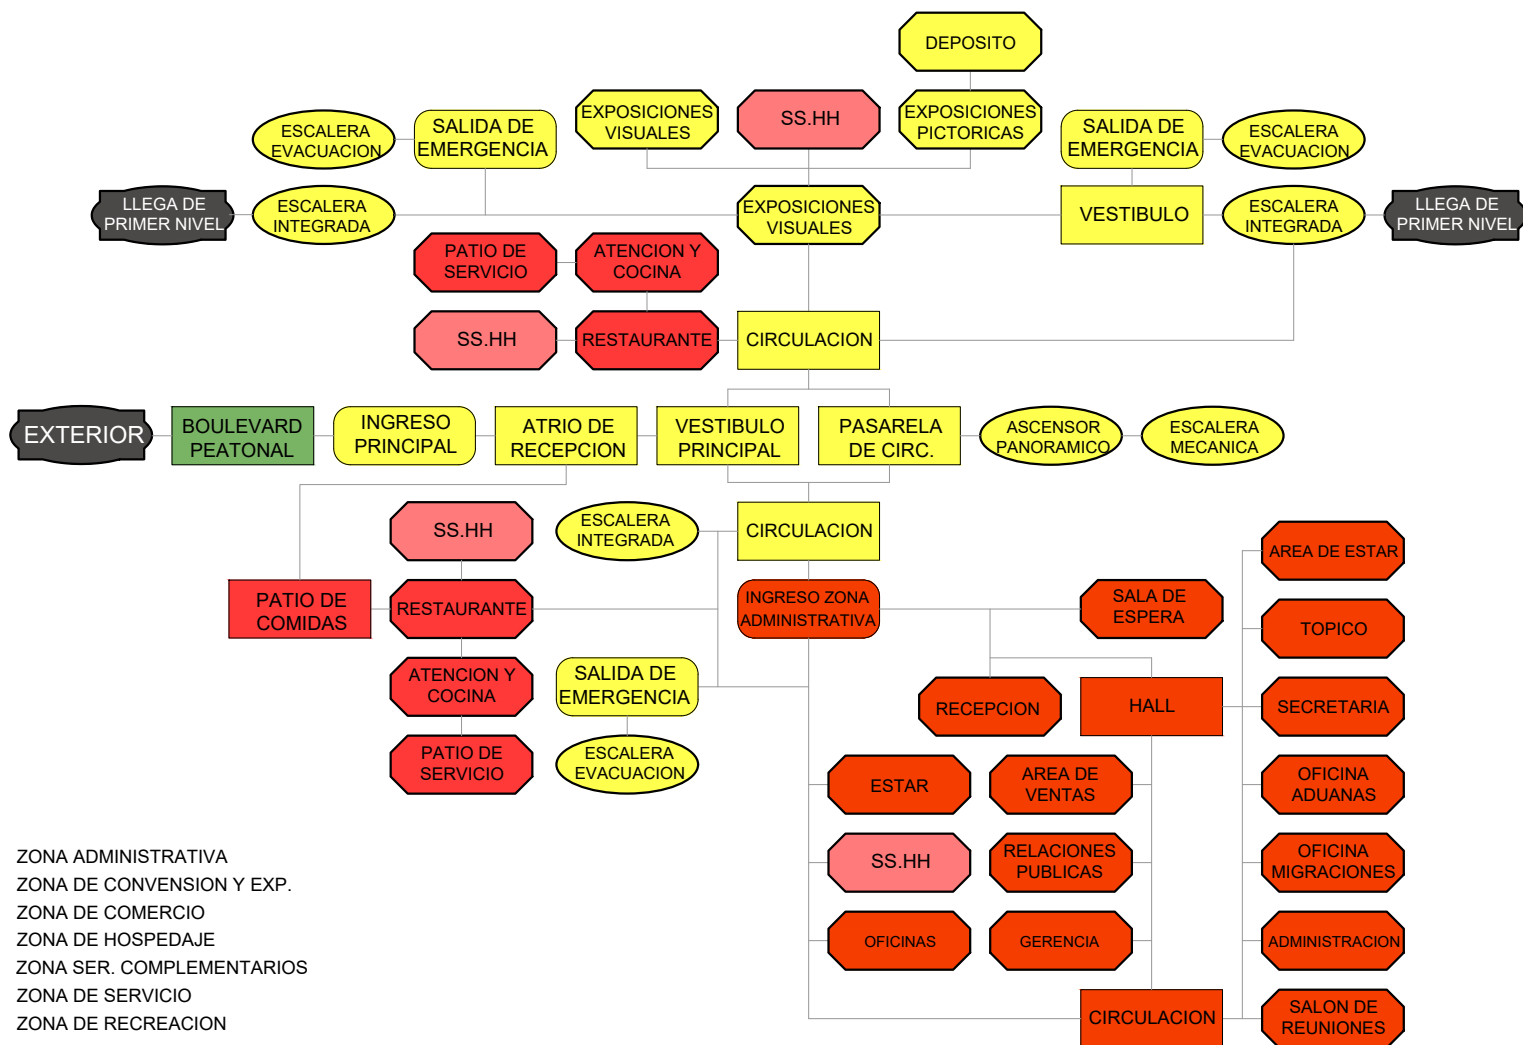 DEPOSITO
ESCALERA
EVACUACION
SALIDA DE
EMERGENCIA
EXPOSICIONES
VISUALES
SS.HH
EXPOSICIONES
PICTORICAS
SALIDA DE
EMERGENCIA
ESCALERA
EVACUACION
LLEGA DE
PRIMER NIVEL
ESCALERA
INTEGRADA
EXPOSICIONES
VISUALES
VESTIBULO
ESCALERA
INTEGRADA
LLEGA DE
PRIMER NIVEL
PATIO DE
SERVICIO
ATENCION Y
COCINA
SS.HH
RESTAURANTE
CIRCULACION
EXTERIOR
BOULEVARD
PEATONAL
INGRESO
PRINCIPAL
ATRIO DE
RECEPCION
VESTIBULO
PRINCIPAL
PASARELA
DE CIRC.
ASCENSOR
PANORAMICO
ESCALERA
MECANICA
SS.HH
ESCALERA
INTEGRADA
CIRCULACION
AREA DE ESTAR
PATIO DE
COMIDAS
RESTAURANTE
INGRESO ZONA
ADMINISTRATIVA
SALA DE
ESPERA
TOPICO
ATENCION Y
COCINA
SALIDA DE
EMERGENCIA
RECEPCION
HALL
SECRETARIA
PATIO DE
SERVICIO
ESCALERA
EVACUACION
ESTAR
AREA DE
VENTAS
OFICINA
ADUANAS
SS.HH
RELACIONES
PUBLICAS
OFICINA
MIGRACIONES
OFICINAS
GERENCIA
ADMINISTRACION
CIRCULACION
SALON DE
REUNIONES
ZONA ADMINISTRATIVA
ZONA DE CONVENSION Y EXP.
ZONA DE COMERCIO
ZONA DE HOSPEDAJE
ZONA SER. COMPLEMENTARIOS
ZONA DE SERVICIO
ZONA DE RECREACION